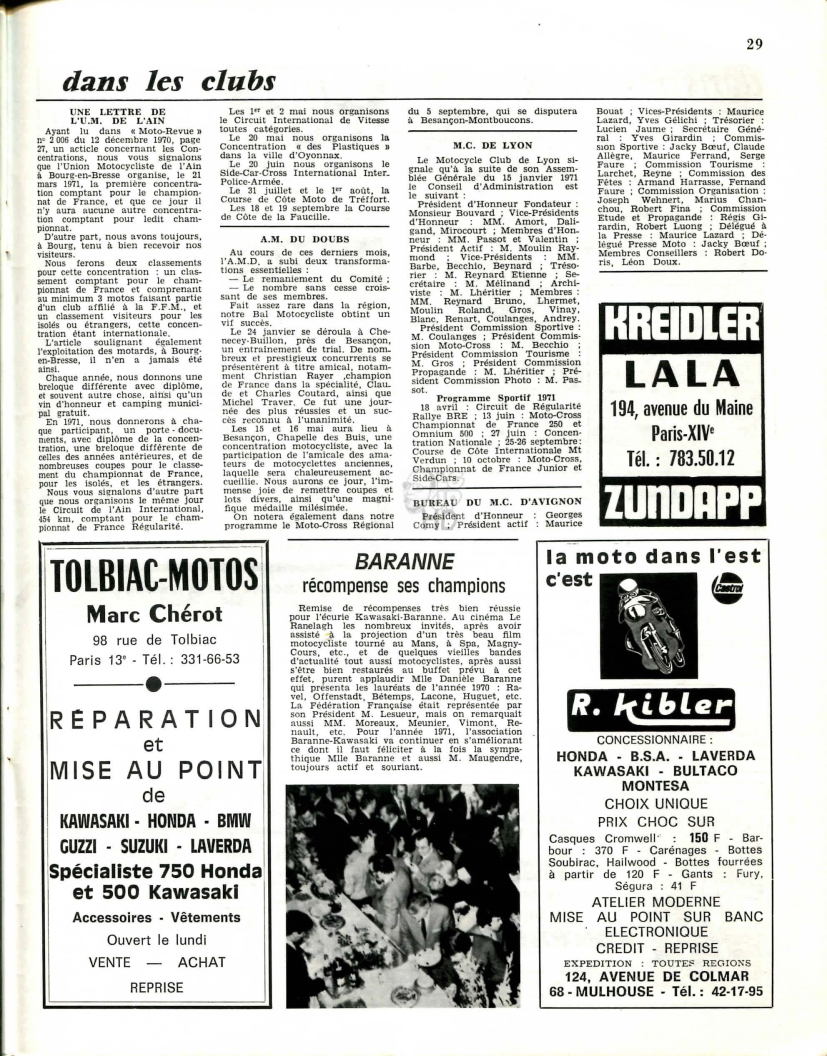 29
dans les clubs
UNE LETTRE DE
L'U.M. DE L'AIN
Ayant lu dans « Moto-Revue »
nº 2 006 du 12 décembre 1970, page
27, un article concernant les Con-
centrations, nous vous signalons
que l'Union Motocycliste de l'Ain
à Bourg-en-Bresse organise, le 21
mars 1971, la première concentra-
tion comptant pour le champion-
nat de France, et que ce jour il
n'y aura aucune autre concentra-
tion comptant pour ledit cham-
pionnat.
D'autre part, nous avons toujours,
à Bourg, tenu à bien recevoir nos
visiteurs.
Nous ferons deux classements
pour cette concentration : un clas-
sement comptant pour le cham-
pionnat de France et comprenant
au minimum 3 motos faisant partie
d'un club affilié à la F.F.M., et
un classement visiteurs pour les
isolés ou étrangers, cette concen-
tration étant internationale.
L'article soulignant également
l'exploitation des motards, à Bourg-
en-Bresse, il n'en a jamais été
ainsi.
Chaque année, nous donnons une
breloque différente avec diplôme,
et souvent autre chose, ainsi qu'un
vin d'honneur et camping munici-
pal gratuit.
En 1971, nous donnerons à cha-
que participant, un porte-docu-
ments, avec diplôme de la concen-
tration, une breloque différente de
celles des années antérieures, et de
nombreuses coupes pour le classe-
ment du championnat de France,
pour les isolés, et les étrangers.
Nous vous signalons d'autre part
que nous organisons le même jour
le Circuit de l'Ain International,
454 km, comptant pour le cham-
pionnat de France Régularité.
Les 1er et 2 mai nous organisons
le Circuit International de Vitesse
toutes catégories.
Le 20 mai nous organisons la
Concentration « des Plastiques »
dans la ville d'Oyonnax.
Le 20 juin nous organisons le
Side-Car-Cross International Inter-
Police-Armée.
Le 31 juillet et le 1er août, la
Course de Côte Moto de Tréffort.
Les 18 et 19 septembre la Course
de Côte de la Faucille.
A.M. DU DOUBS
Au cours de ces derniers mois,
l'A.M.D. a subi deux transforma-
tions essentielles :
— Le remaniement du Comité ;
— Le nombre sans cesse crois-
sant de ses membres.
Fait assez rare dans la région,
notre Bal Motocycliste obtint un
vif succès.
Le 24 janvier se déroula à Che-
necey-Buillon, près de Besançon,
un entraînement de trial. De nom-
breux et prestigieux concurrents se
présentèrent à titre amical, notam-
ment Christian Rayer ,champion
de France dans la spécialité, Clau-
de et Charles Coutard, ainsi que
Michel Traver. Ce fut une jour-
née des plus réussies et un suc-
cès reconnu à l'unanimité.
Les 15 et 16 mai aura lieu à
Besançon, Chapelle des Buis, une
concentration motocycliste, avec la
participation de l'amicale des ama-
teurs de motocyclettes anciennes,
laquelle sera chaleureusement ac-
cueillie. Nous aurons ce jour, l'im-
mense joie de remettre coupes et
lots divers, ainsi qu'une magni-
fique médaille milésimée.
On notera également dans notre
programme le Moto-Cross Régional
du 5 septembre, qui se disputera
à Besançon-Montboucons.
M.C. DE LYON
Le Motocycle Club de Lyon si-
gnale qu'à la suite de son Assem-
blée Générale du 15 janvier 1971
le Conseil d'Administration est
le suivant :
Président d'Honneur Fondateur :
Monsieur Bouvard ; Vice-Présidents
d'Honneur : MM. Amort, Dali-
gand, Mirocourt ; Membres d'Hon-
neur : MM. Passot et Valentin ;
Président Actif : M. Moulin Ray-
mond ; Vice-Présidents : MM.
Barbe, Becchio, Beynard ; Tréso-
rier : M. Reynard Etienne ; Se-
crétaire : M. Mélinand ; Archi-
viste : M. Lhéritier ; Membres :
MM. Reynard Bruno, Lhermet,
Moulin Roland, Gros, Vinay,
Blanc, Renart, Coulanges, Andrey.
Président Commission Sportive :
M. Coulanges ; Président Commis-
sion Moto-Cross : M. Becchio ;
Président Commission Tourisme :
M. Gros ; Président Commission
Propagande : M. Lhéritier ; Pré-
sident Commission Photo : M. Pas-
sot.
Programme Sportif 1971
18 avril : Circuit de Régularité
Rallye BRE ; 13 juin : Moto-Cross
Championnat de France 250 et
Omnium 500 ; 27 juin : Concen-
tration Nationale ; 25-26 septembre:
Course de Côte Internationale Mt
Verdun ; 10 octobre : Moto-Cross,
Championnat de France Junior et
Side-Cars.
BUREAU DU M.C. D'AVIGNON
Président d'Honneur : Georges
Comy ; Président actif : Maurice
Bouat ; Vices-Présidents : Maurice
Lazard, Yves Gélichi ; Trésorier :
Lucien Jaume ; Secrétaire Géné-
ral : Yves Girardin ; Commis-
sion Sportive : Jacky Bœuf, Claude
Allègre, Maurice Ferrand, Serge
Faure ; Commission Tourisme :
Larchet, Reyne ; Commission des
Fêtes : Armand Harrasse, Fernand
Faure ; Commission Organisation :
Joseph Wehnert, Marius Chan-
chou, Robert Fina ; Commission
Etude et Propagande : Régis Gi-
rardin, Robert Luong ; Délégué à
la Presse : Maurice Lazard ; Dé-
légué Presse Moto : Jacky Bœuf ;
Membres Conseillers : Robert Do-
ris, Léon Doux.
KREIDLER
LALA
194, avenue du Maine
Paris-XIVe
Tél. : 783.50.12
ZUNDAPP
TOLBIAC-MOTOS
Marc Chérot
98 rue de Tolbiac
Paris 13e - Tél. : 331-66-53
RÉPARATION
et
MISE AU POINT
de
KAWASAKI - HONDA - BMW
GUZZI - SUZUKI - LAVERDA
Spécialiste 750 Honda
et 500 Kawasaki
Accessoires - Vêtements
Ouvert le lundi
VENTE — ACHAT
REPRISE
BARANNE
récompense ses champions
Remise de récompenses très bien réussie
pour l'écurie Kawasaki-Baranne. Au cinéma Le
Ranelagh les nombreux invités, après avoir
assisté à la projection d'un très beau film
motocycliste tourné au Mans, à Spa, Magny-
Cours, etc., et de quelques vieilles bandes
d'actualité tout aussi motocyclistes, après aussi
s'être bien restaurés au buffet prévu à cet
effet, purent applaudir Mlle Danièle Baranne
qui présenta les lauréats de l'année 1970 : Ra-
vel, Offenstadt, Bétemps, Lacone, Huguet, etc.
La Fédération Française était représentée par
son Président M. Lesueur, mais on remarquait
aussi MM. Moreaux, Meunier, Vimont, Re-
nault, etc. Pour l'année 1971, l'association
Baranne-Kawasaki va continuer en s'améliorant
ce dont il faut féliciter à la fois la sympa-
thique Mlle Baranne et aussi M. Maugendre,
toujours actif et souriant.
la moto dans l'est
c'est
Castrol
R. Kibler
CONCESSIONNAIRE :
HONDA - B.S.A. - LAVERDA
KAWASAKI - BULTACO
MONTESA
CHOIX UNIQUE
PRIX CHOC SUR
Casques Cromwell : 150 F - Bar-
bour : 370 F - Carénages - Bottes
Soubirac, Hailwood - Bottes fourrées
à partir de 120 F - Gants : Fury,
Ségura : 41 F
ATELIER MODERNE
MISE AU POINT SUR BANC
ELECTRONIQUE
CREDIT - REPRISE
EXPEDITION : TOUTES REGIONS
124, AVENUE DE COLMAR
68 - MULHOUSE - Tél. : 42-17-95